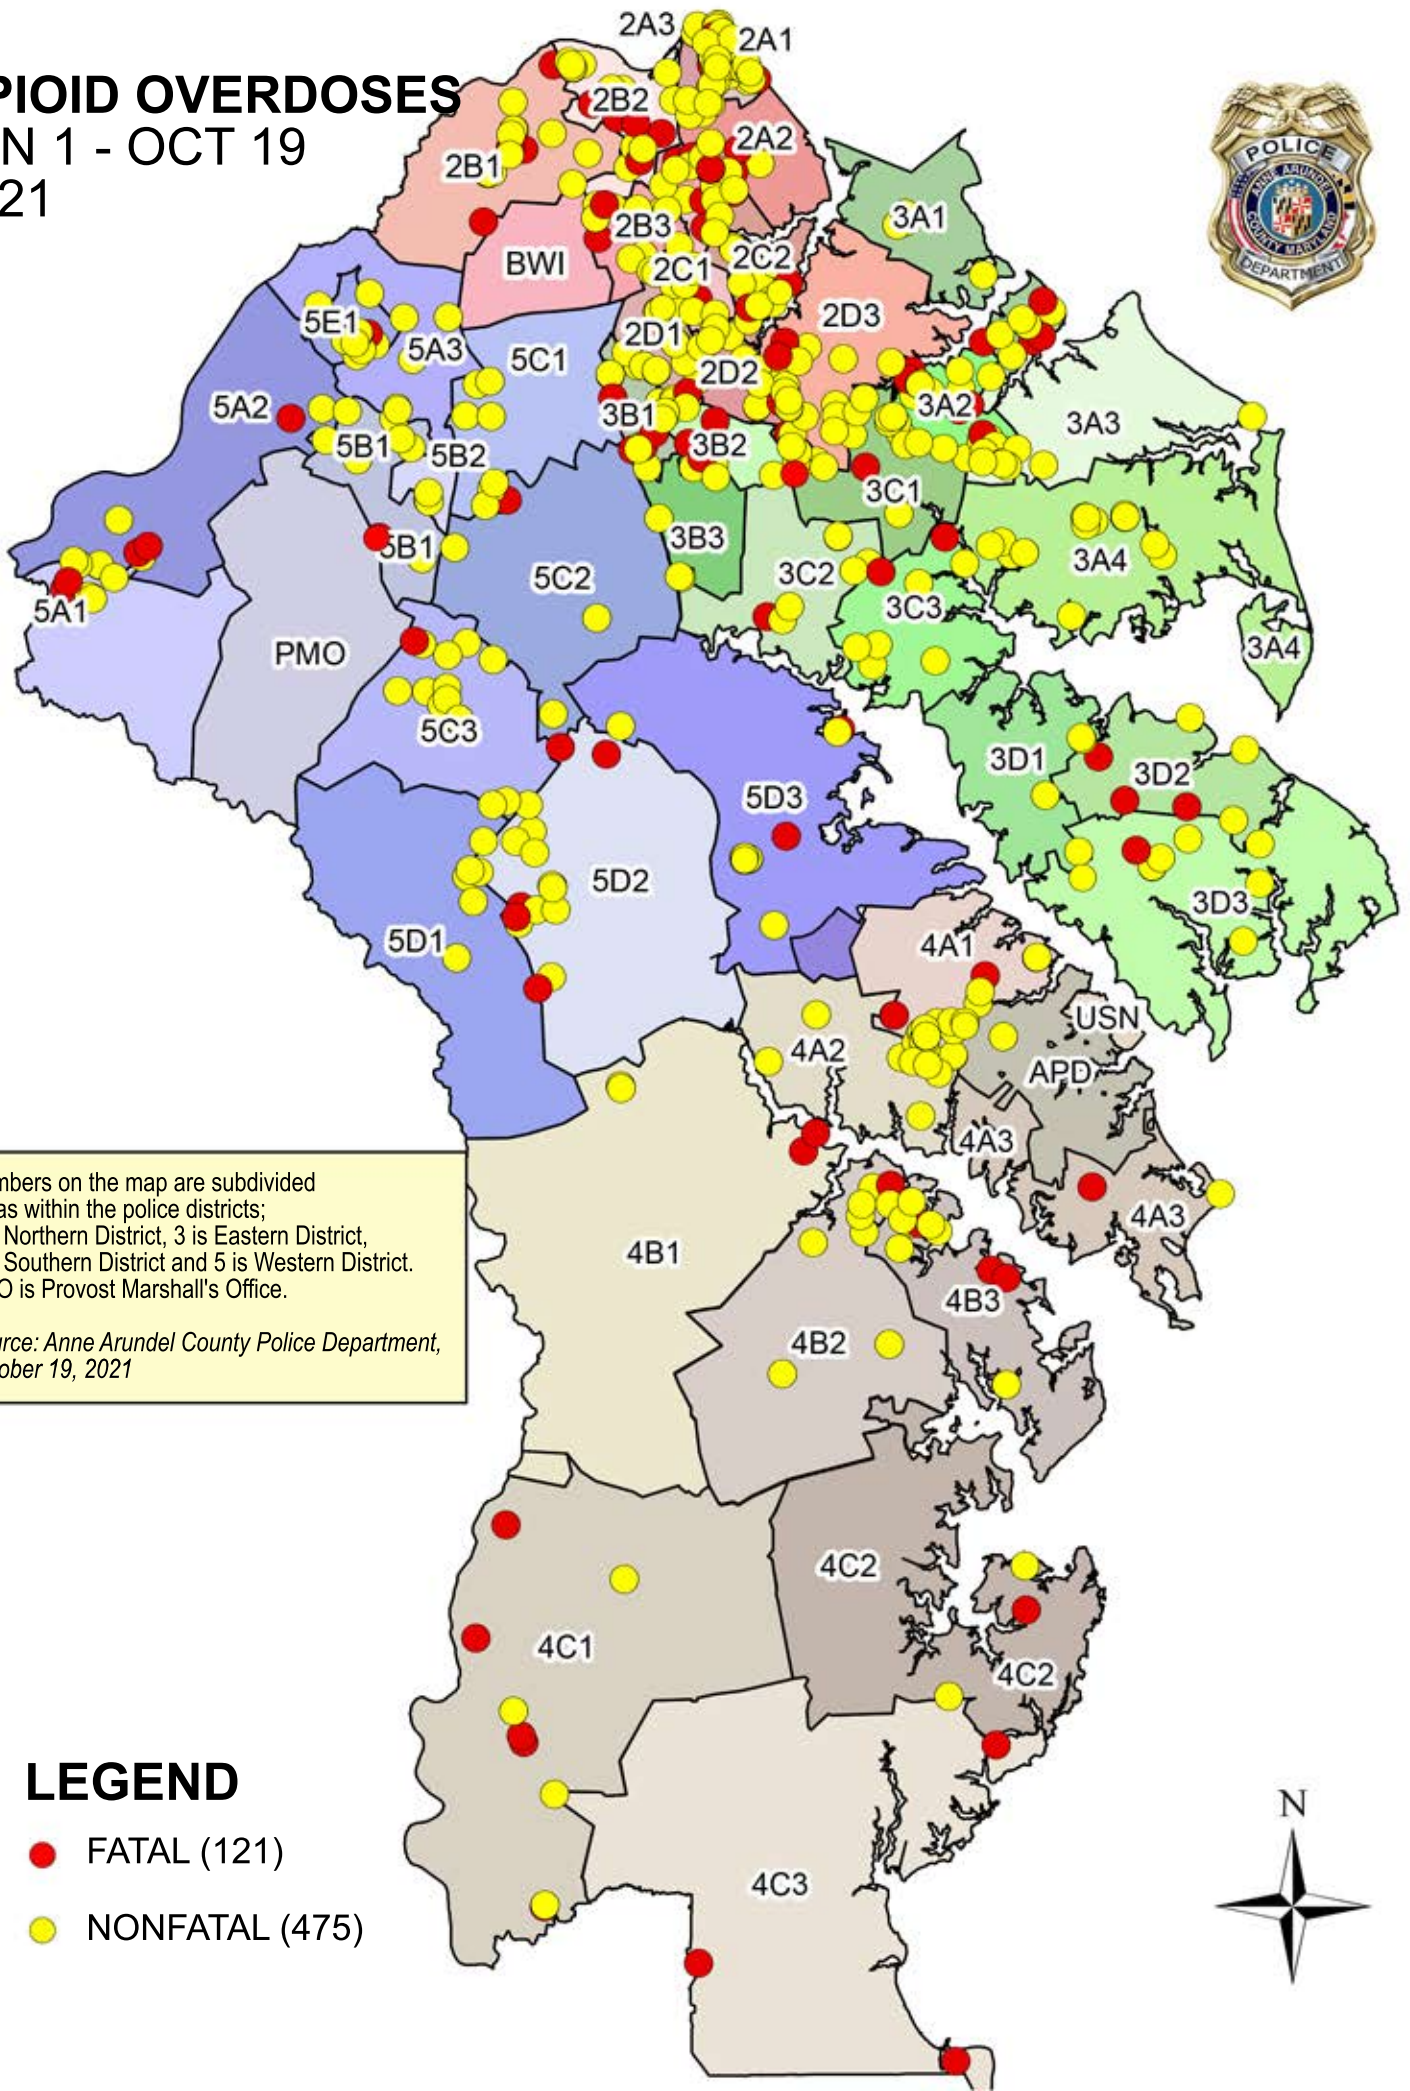 PIOID OVERDOSES
N 1 - OCT 19
21
2A3
2A1
2B2
2A2
2B1
3A1
2B3
BWI
2C1
2C2
5E1
2D1
2D3
5A3
5C1
2D2
5A2
3B1
3A2
3A3
5B1
5B2
3B2
3C1
3B3
5B1
5C2
3C2
3A4
5A1
3C3
PMO
3A4
5C3
3D1
3D2
5D3
5D2
3D3
5D1
4A1
USN
4A2
APD
4A3
4A3
4B1
4B3
4B2
4C2
4C1
4C2
4C3
POLICE
ANNE ARUNDEL
COUNTY MARYLAND
DEPARTMENT
mbers on the map are subdivided
as within the police districts;
Northern District, 3 is Eastern District,
Southern District and 5 is Western District.
O is Provost Marshall's Office.
urce: Anne Arundel County Police Department,
ober 19, 2021
LEGEND
FATAL (121)
NONFATAL (475)
N